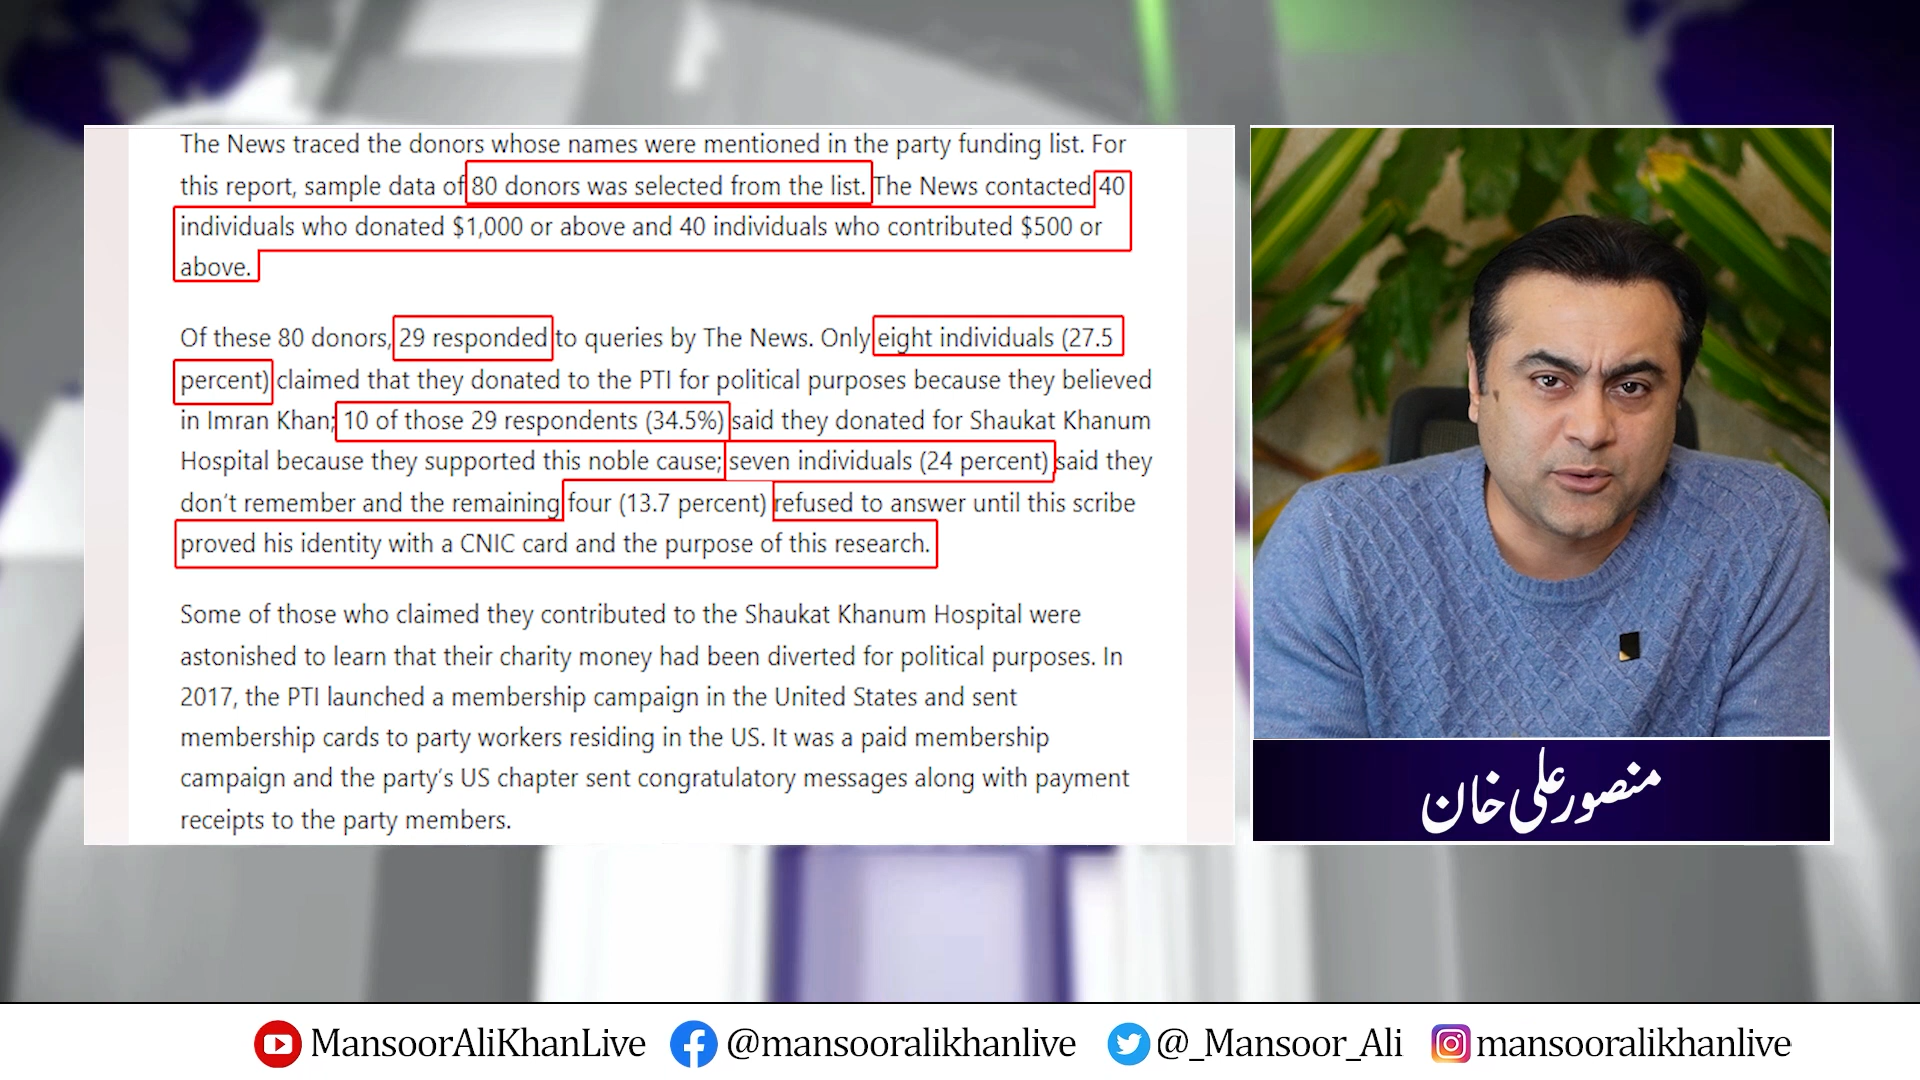 The News traced the donors whose names were mentioned in the party funding list. For
this report, sample data of 80 donors was selected from the list. The News contacted 40
individuals who donated $1,000 or above and 40 individuals who contributed $500 or
above.
Of these 80 donors, 29 responded to queries by The News. Only eight individuals (27.5
percent) claimed that they donated to the PTI for political purposes because they believed
in Imran Khan; 10 of those 29 respondents (34.5%) said they donated for Shaukat Khanum
Hospital because they supported this noble cause; seven individuals (24 percent) said they
don't remember and the remaining four (13.7 percent) refused to answer until this scribe
proved his identity with a CNIC card and the purpose of this research.
Some of those who claimed they contributed to the Shaukat Khanum Hospital were
astonished to learn that their charity money had been diverted for political purposes. In
2017, the PTI launched a membership campaign in the United States and sent
membership cards to party workers residing in the US. It was a paid membership
campaign and the party's US chapter sent congratulatory messages along with payment
receipts to the party members.
منصور علی خان
MansoorAliKhanLive @mansooralikhanlive @_Mansoor_Ali mansooralikhanlive